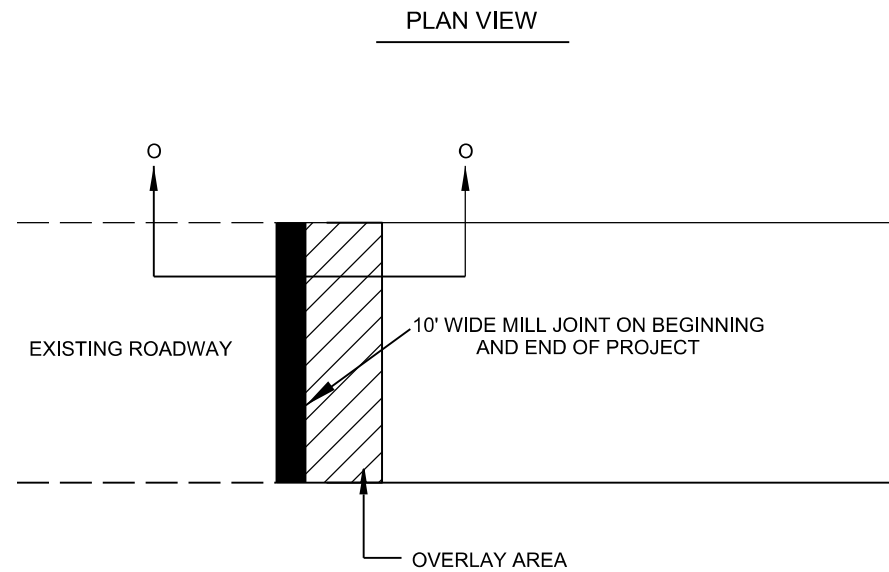 PLAN VIEW
O O
EXISTING ROADWAY
10' WIDE MILL JOINT ON BEGINNING
AND END OF PROJECT
OVERLAY AREA